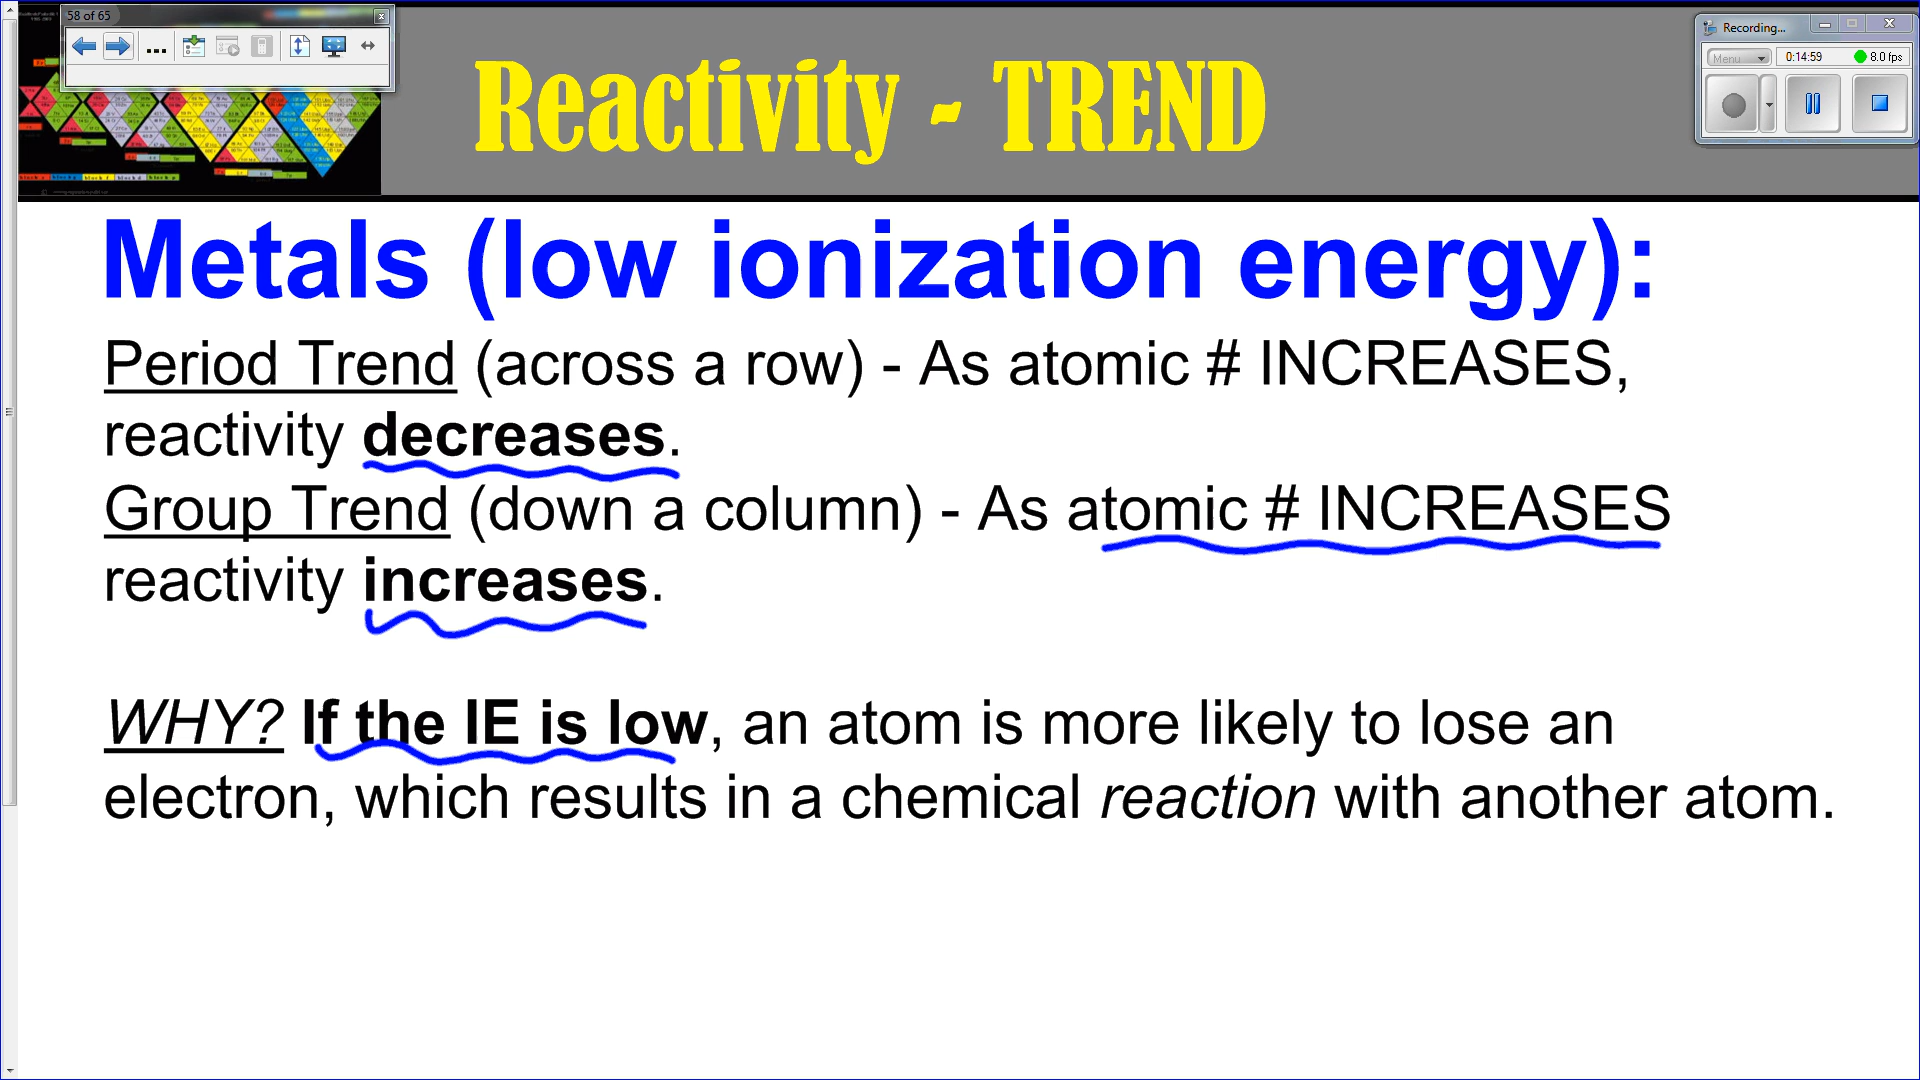 58 of 65
Recording...
Menu
0:14:59
8.0 fps
Reactivity - TREND
Metals (low ionization energy):
Period Trend (across a row) - As atomic # INCREASES,
reactivity decreases.
Group Trend (down a column) - As atomic # INCREASES
reactivity increases.
WHY? If the IE is low, an atom is more likely to lose an
electron, which results in a chemical reaction with another atom.